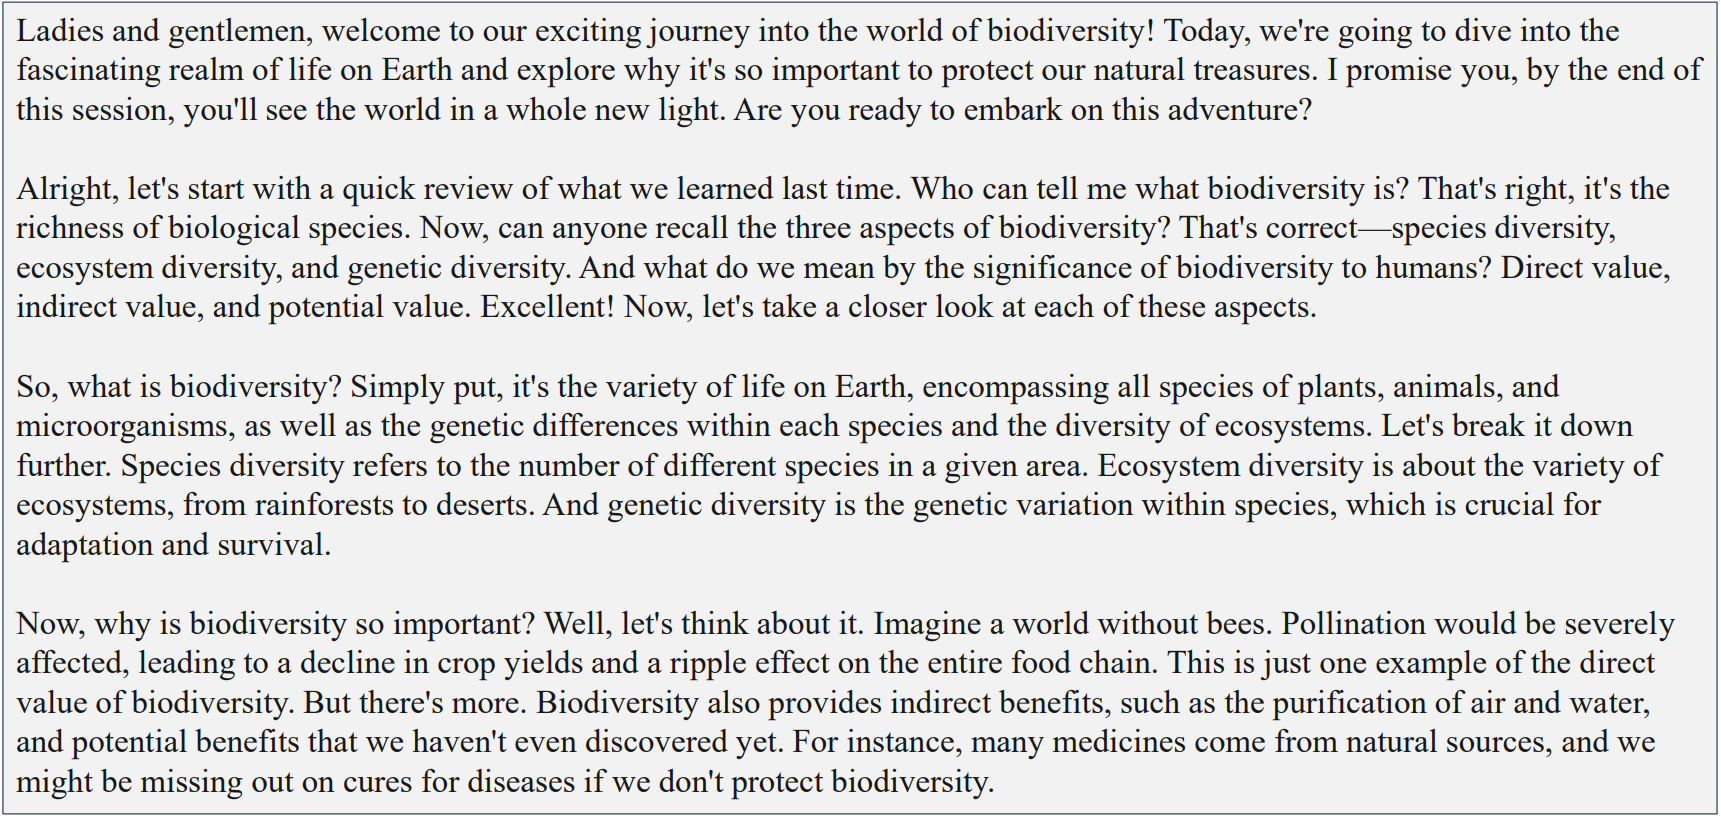 Ladies and gentlemen, welcome to our exciting journey into the world of biodiversity! Today, we're going to dive into the
fascinating realm of life on Earth and explore why it's so important to protect our natural treasures. I promise you, by the end of
this session, you'll see the world in a whole new light. Are you ready to embark on this adventure?
Alright, let's start with a quick review of what we learned last time. Who can tell me what biodiversity is? That's right, it's the
richness of biological species. Now, can anyone recall the three aspects of biodiversity? That's correct—species diversity,
ecosystem diversity, and genetic diversity. And what do we mean by the significance of biodiversity to humans? Direct value,
indirect value, and potential value. Excellent! Now, let's take a closer look at each of these aspects.
So, what is biodiversity? Simply put, it's the variety of life on Earth, encompassing all species of plants, animals, and
microorganisms, as well as the genetic differences within each species and the diversity of ecosystems. Let's break it down
further. Species diversity refers to the number of different species in a given area. Ecosystem diversity is about the variety of
ecosystems, from rainforests to deserts. And genetic diversity is the genetic variation within species, which is crucial for
adaptation and survival.
Now, why is biodiversity so important? Well, let's think about it. Imagine a world without bees. Pollination would be severely
affected, leading to a decline in crop yields and a ripple effect on the entire food chain. This is just one example of the direct
value of biodiversity. But there's more. Biodiversity also provides indirect benefits, such as the purification of air and water,
and potential benefits that we haven't even discovered yet. For instance, many medicines come from natural sources, and we
might be missing out on cures for diseases if we don't protect biodiversity.